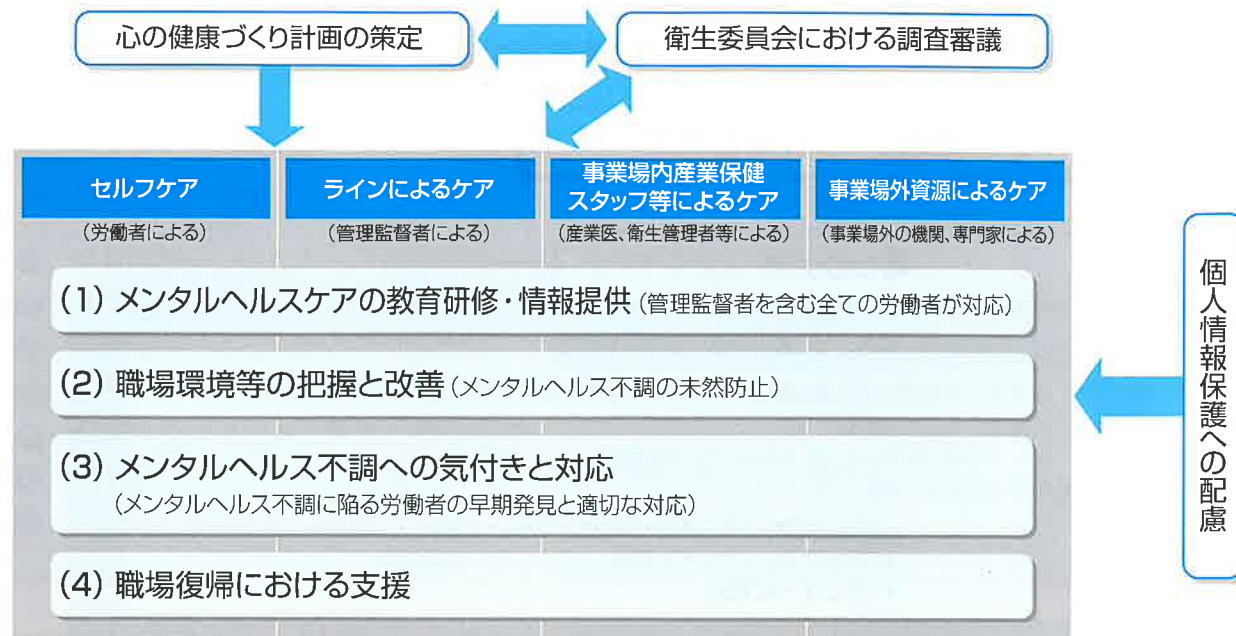 心の健康づくり計画の策定
衛生委員会における調査審議
セルフケア
(労働者による)
ラインによるケア
(管理監督者による)
事業場内産業保健
スタッフ等によるケア
(産業医、衛生管理者等による)
事業場外資源によるケア
(事業場外の機関、専門家による)
(1) メンタルヘルスケアの教育研修・情報提供 (管理監督者を含む全ての労働者が対応)
(2) 職場環境等の把握と改善 (メンタルヘルス不調の未然防止)
(3) メンタルヘルス不調への気付きと対応
(メンタルヘルス不調に陥る労働者の早期発見と適切な対応)
(4) 職場復帰における支援
個人情報保護への配慮